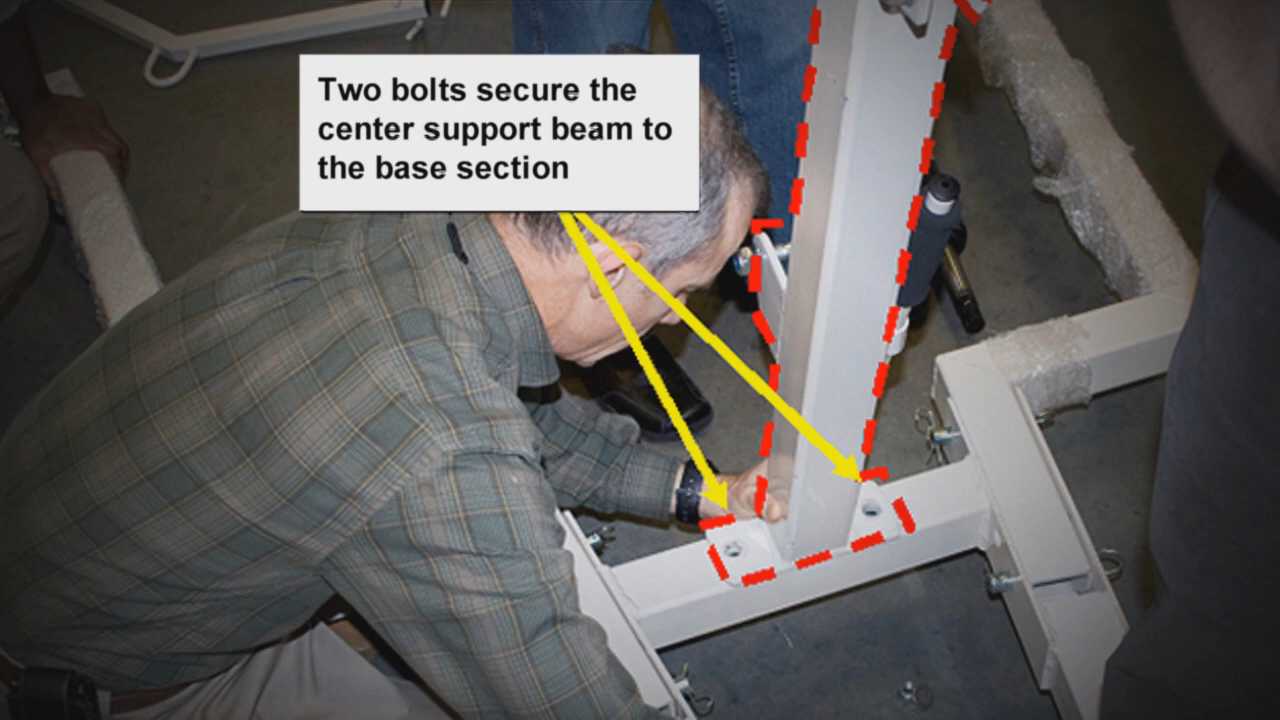 Two bolts secure the
center support beam to
the base section